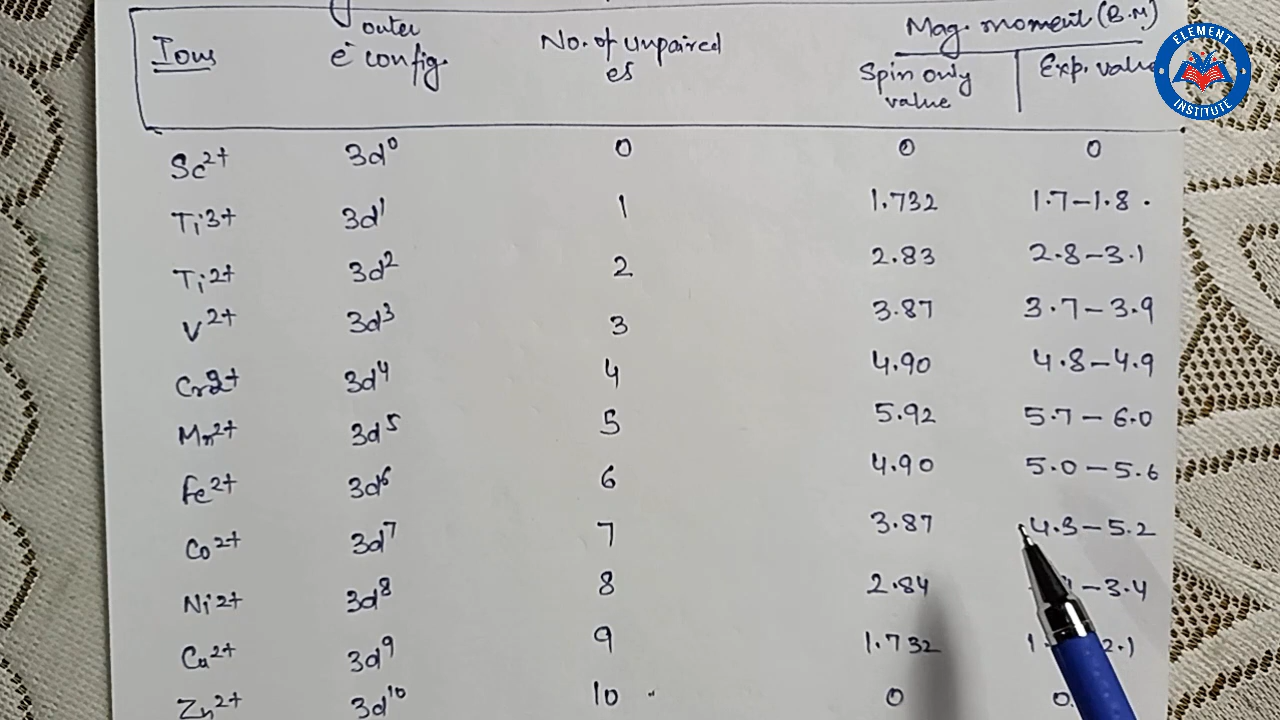 outer
Mag. moment (B.M)
Ions e⁻ config. No. of unpaired
es
Spin only
value
Exp. value
ELEMENT
INSTITUTE
Sc²⁺ 3d⁰ 0 0 0
Ti³⁺ 3d¹ 1 1.732 1.7-1.8.
Ti²⁺ 3d² 2 2.83 2.8-3.1
V²⁺ 3d³ 3 3.87 3.7-3.9
Cr²⁺ 3d⁴ 4 4.90 4.8-4.9
Mn²⁺ 3d⁵ 5 5.92 5.7-6.0
Fe²⁺ 3d⁶ 6 4.90 5.0-5.6
Co²⁺ 3d⁷ 7 3.87 4.3-5.2
Ni²⁺ 3d⁸ 8 2.84 -3.4
Cu²⁺ 3d⁹ 9 1.732 1. 2.1
Zn²⁺ 3d¹⁰ 10 0 0.